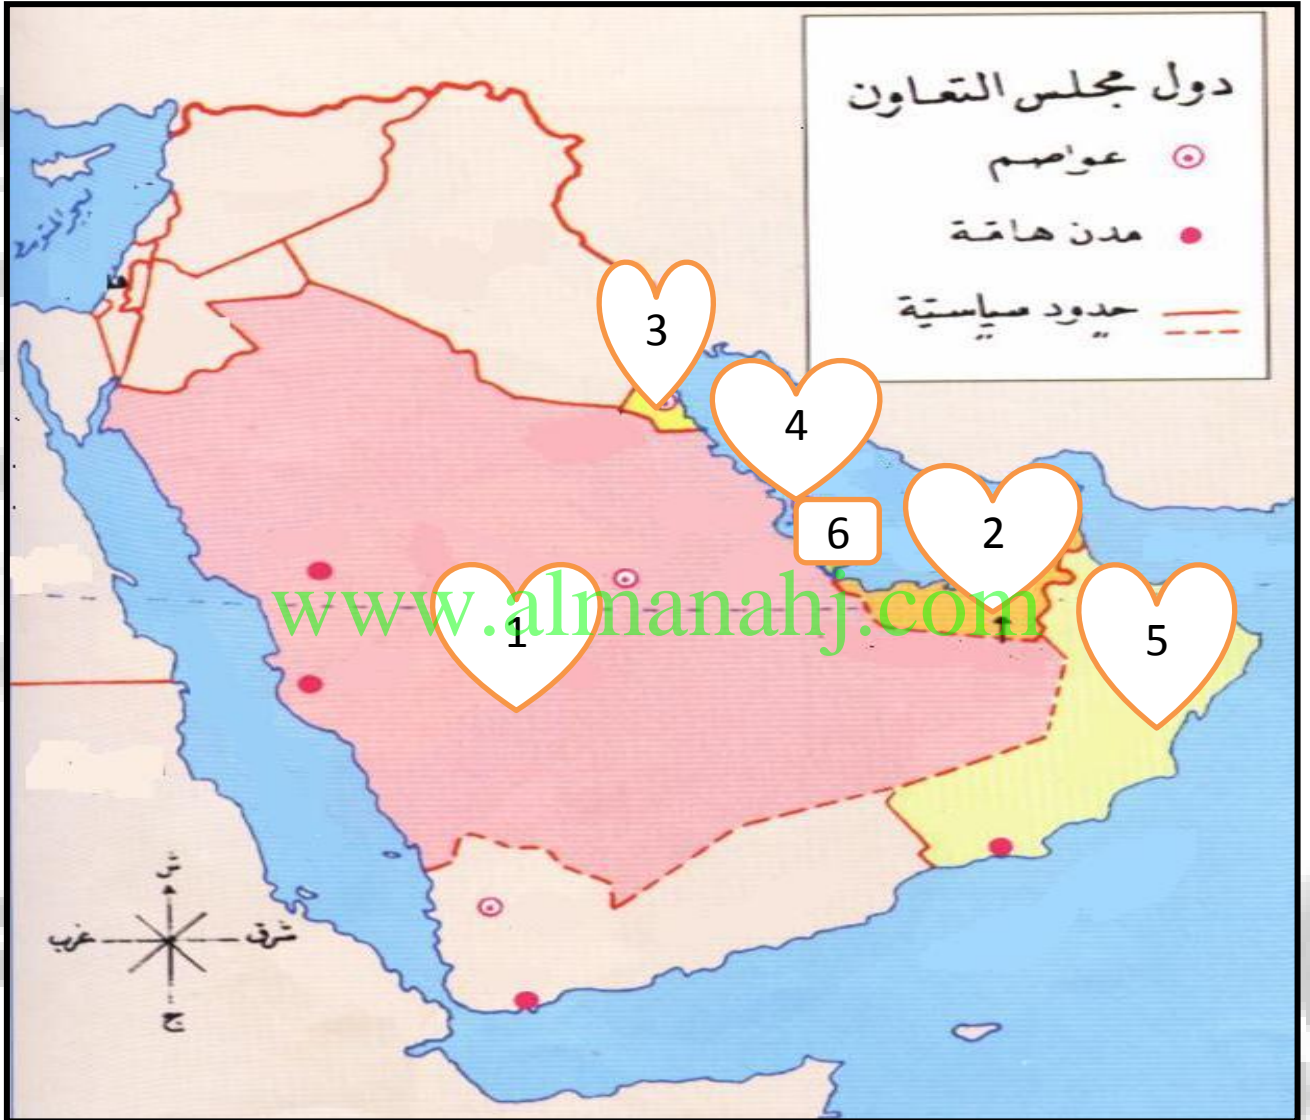 دول مجلس التعاون
عواصم
مدن هامة
حدود سياسية
3
4
2
6
1
5
www.almanahj.com
شرق
غرب
ج